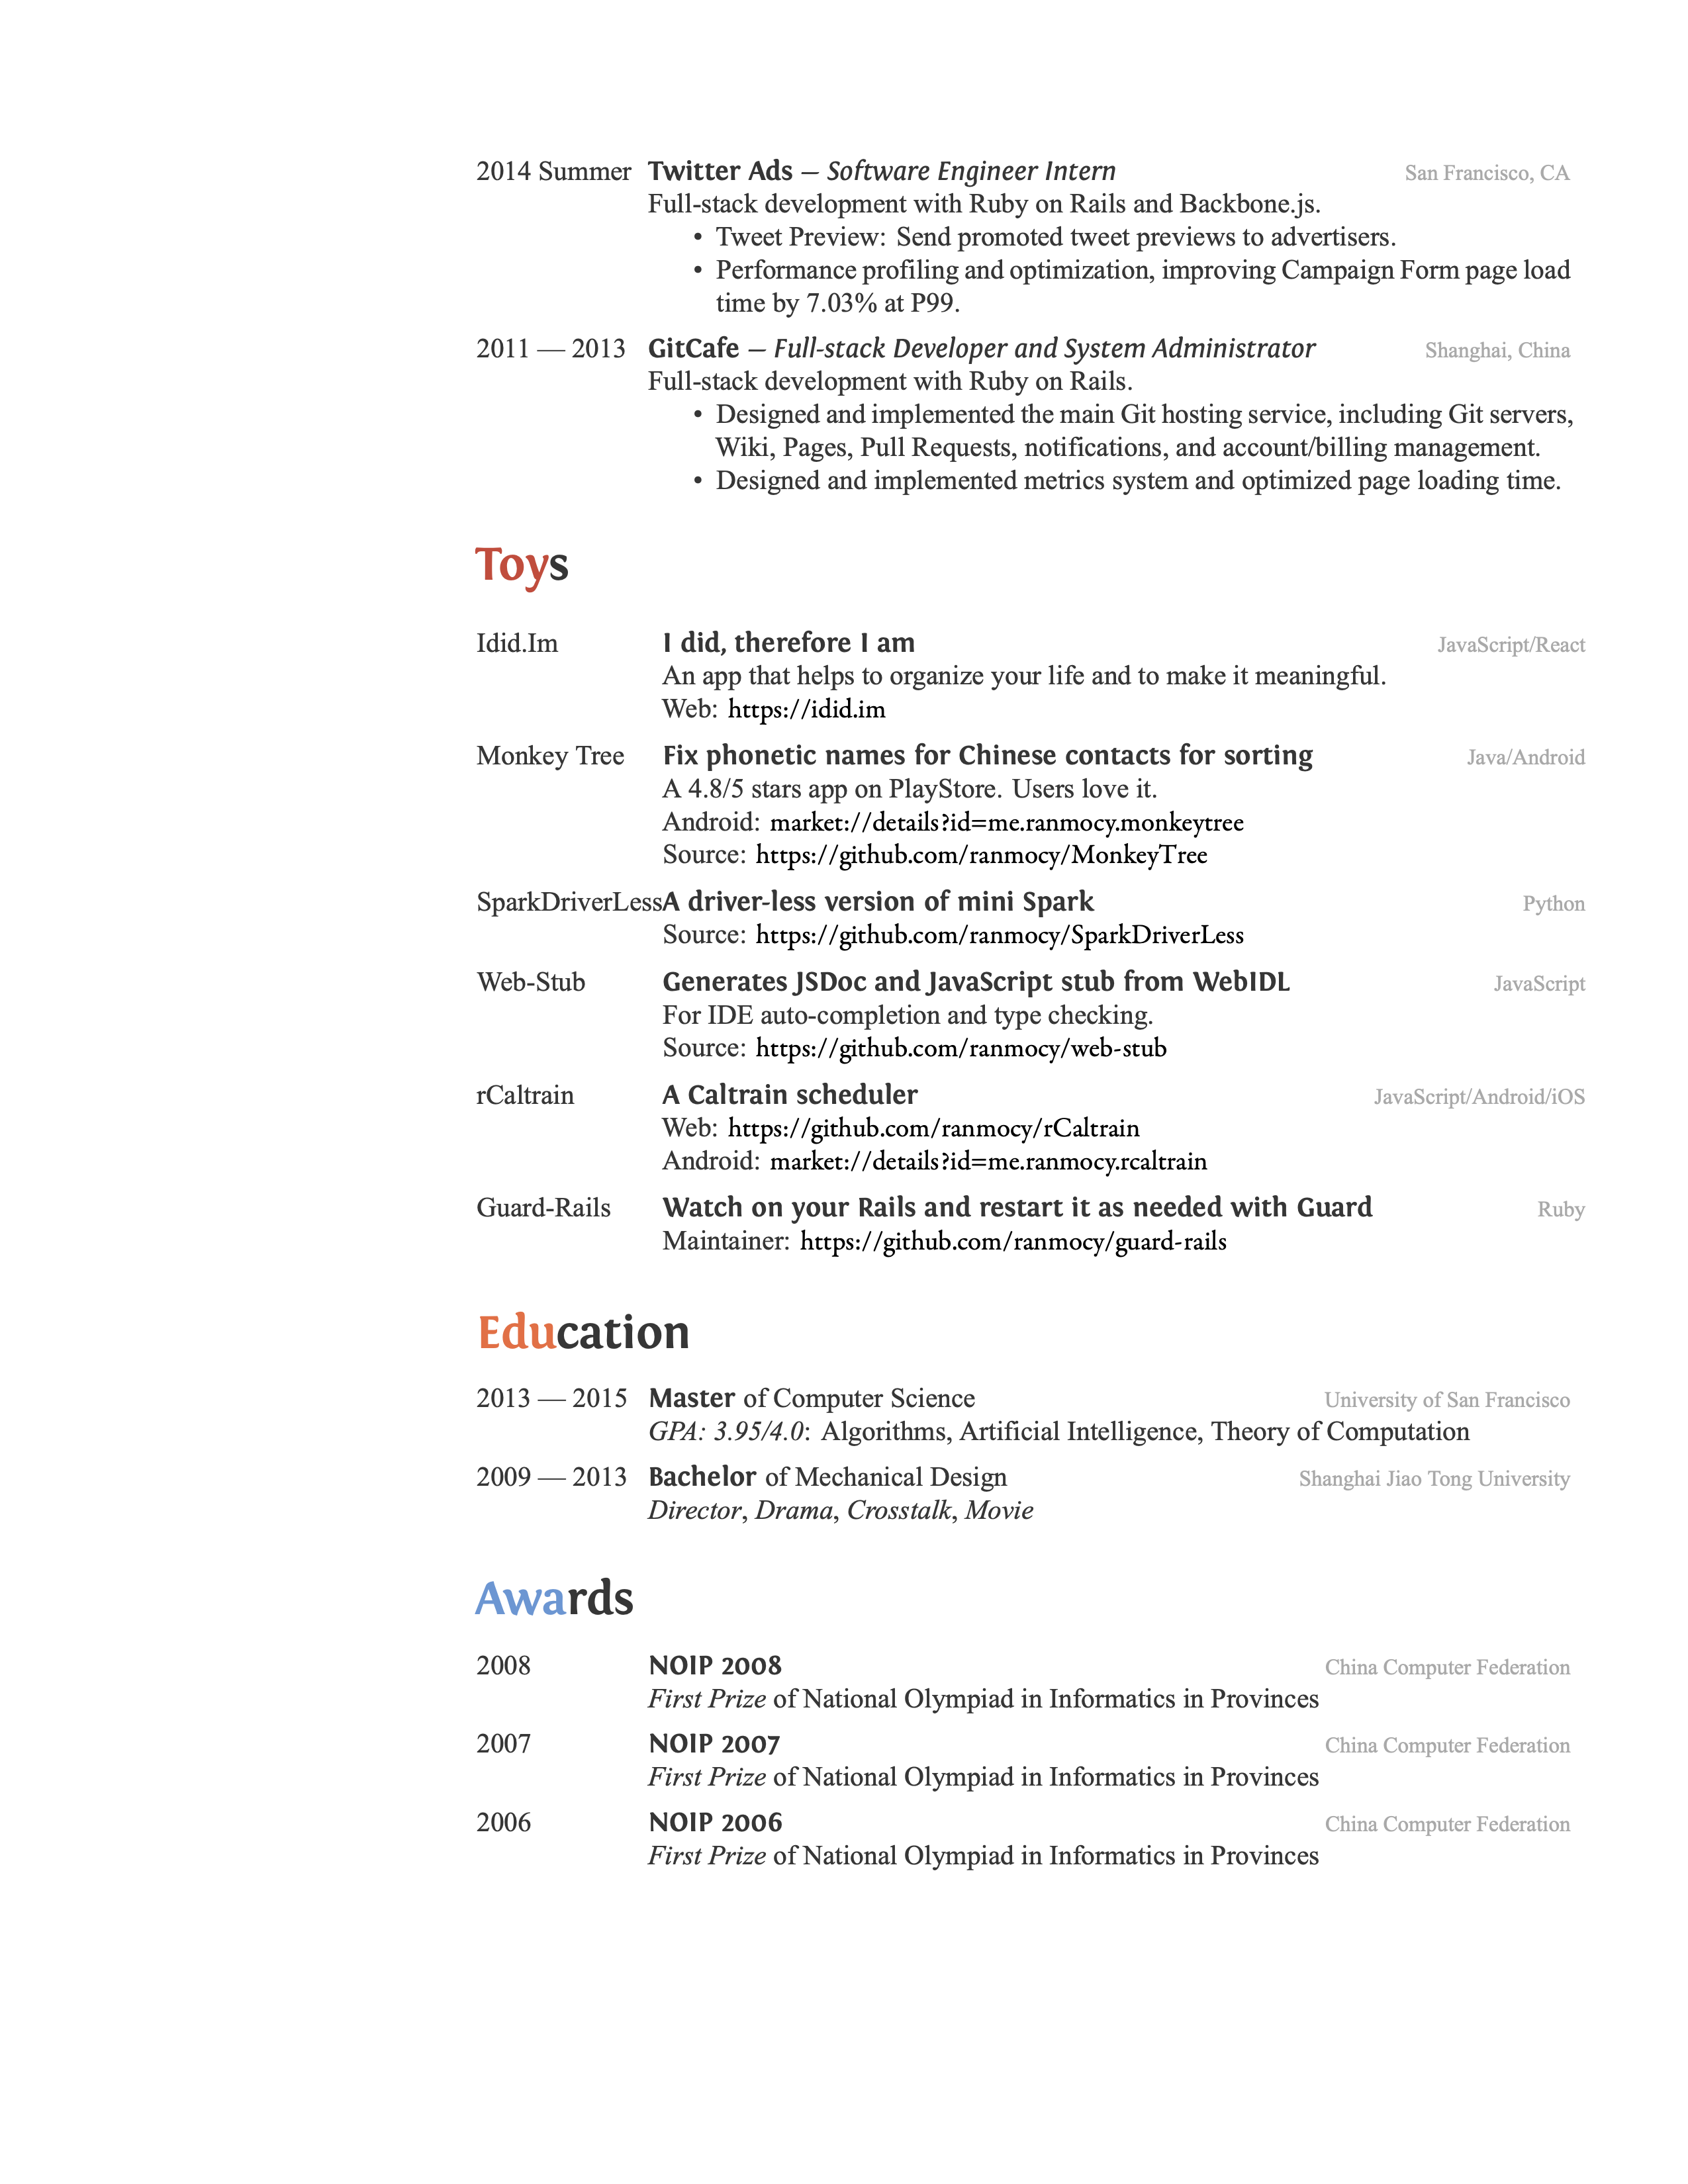 2014 Summer Twitter Ads – Software Engineer Intern San Francisco, CA
Full-stack development with Ruby on Rails and Backbone.js.
• Tweet Preview: Send promoted tweet previews to advertisers.
• Performance profiling and optimization, improving Campaign Form page load
time by 7.03% at P99.
2011 — 2013 GitCafe – Full-stack Developer and System Administrator Shanghai, China
Full-stack development with Ruby on Rails.
• Designed and implemented the main Git hosting service, including Git servers,
Wiki, Pages, Pull Requests, notifications, and account/billing management.
• Designed and implemented metrics system and optimized page loading time.
Toys
Idid.Im I did, therefore I am JavaScript/React
An app that helps to organize your life and to make it meaningful.
Web: https://idid.im
Monkey Tree Fix phonetic names for Chinese contacts for sorting Java/Android
A 4.8/5 stars app on PlayStore. Users love it.
Android: market://details?id=me.ranmocy.monkeytree
Source: https://github.com/ranmocy/MonkeyTree
SparkDriverLess A driver-less version of mini Spark Python
Source: https://github.com/ranmocy/SparkDriverLess
Web-Stub Generates JSDoc and JavaScript stub from WebIDL JavaScript
For IDE auto-completion and type checking.
Source: https://github.com/ranmocy/web-stub
rCaltrain A Caltrain scheduler JavaScript/Android/iOS
Web: https://github.com/ranmocy/rCaltrain
Android: market://details?id=me.ranmocy.rcaltrain
Guard-Rails Watch on your Rails and restart it as needed with Guard Ruby
Maintainer: https://github.com/ranmocy/guard-rails
Education
2013 — 2015 Master of Computer Science University of San Francisco
GPA: 3.95/4.0: Algorithms, Artificial Intelligence, Theory of Computation
2009 — 2013 Bachelor of Mechanical Design Shanghai Jiao Tong University
Director, Drama, Crosstalk, Movie
Awards
2008 NOIP 2008 China Computer Federation
First Prize of National Olympiad in Informatics in Provinces
2007 NOIP 2007 China Computer Federation
First Prize of National Olympiad in Informatics in Provinces
2006 NOIP 2006 China Computer Federation
First Prize of National Olympiad in Informatics in Provinces